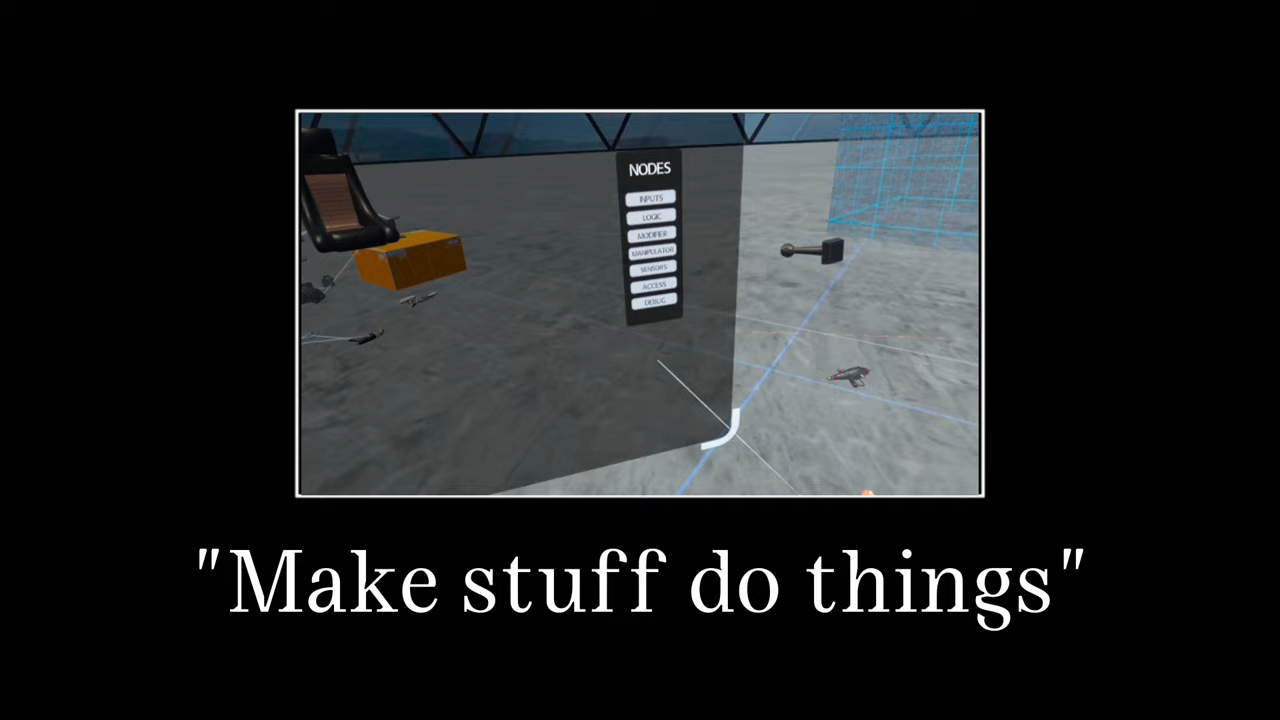 NODES
INPUTS
LOGIC
MODIFIER
MANIPULATOR
SENSORS
ACCESS
DEBUG
"Make stuff do things"